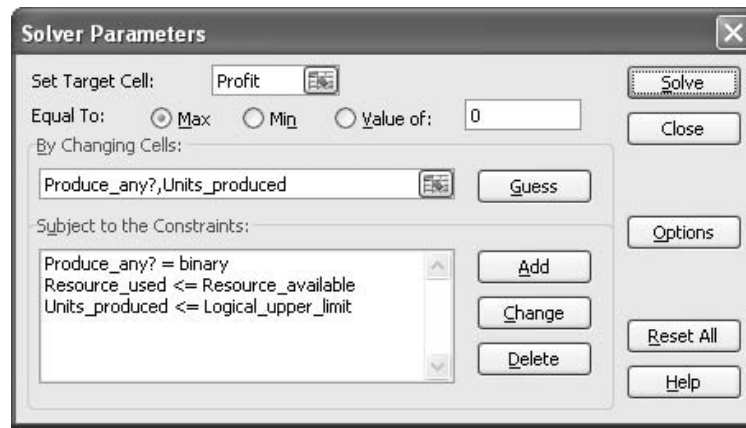 Solver Parameters
Set Target Cell: Profit Solve
Equal To: Max Min Value of: 0 Close
By Changing Cells:
Produce_any?,Units_produced Guess
Subject to the Constraints: Options
Produce_any? = binary Add
Resource_used <= Resource_available
Units_produced <= Logical_upper_limit Change
Reset All
Delete
Help